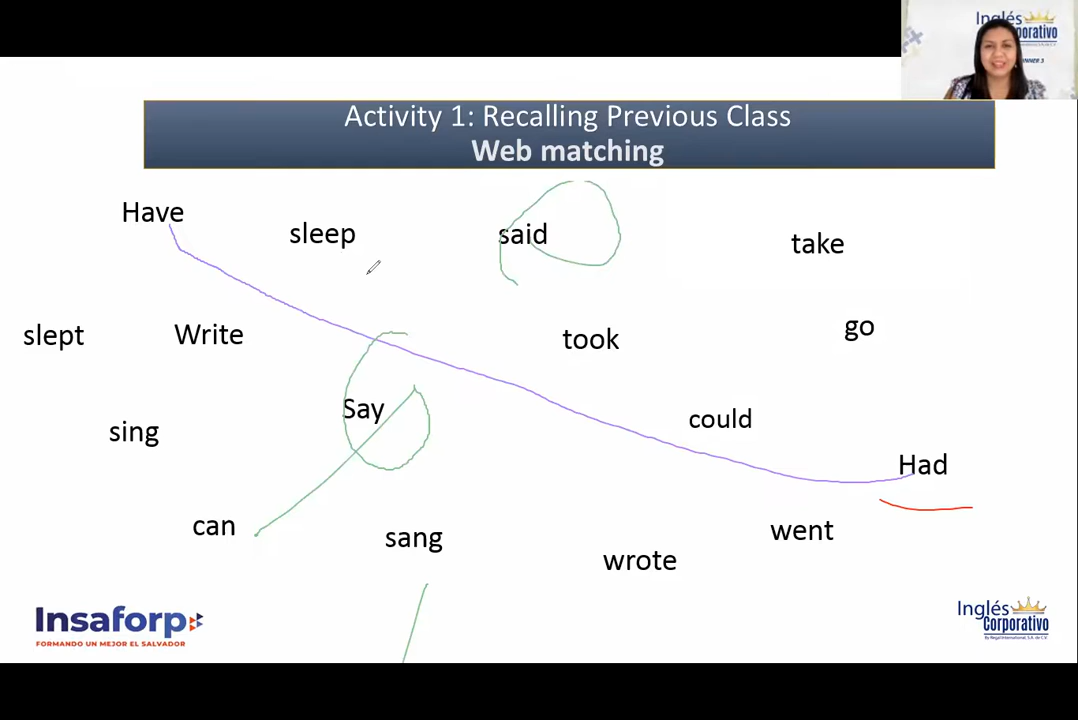 Inglés
Corporativo
Activity 1: Recalling Previous Class
Web matching
Have
sleep
said
take
slept
Write
took
go
Say
could
sing
Had
can
sang
went
wrote
Insaforp
FORMANDO UN MEJOR EL SALVADOR
Inglés
Corporativo